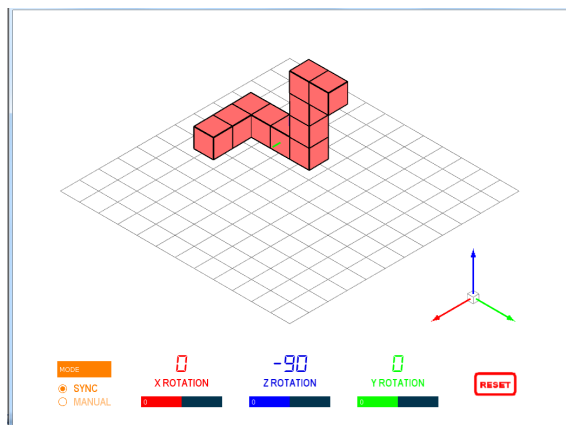 0
-90
0
X ROTATION
Z ROTATION
Y ROTATION
MODE
SYNC
MANUAL
0
0
0
RESET